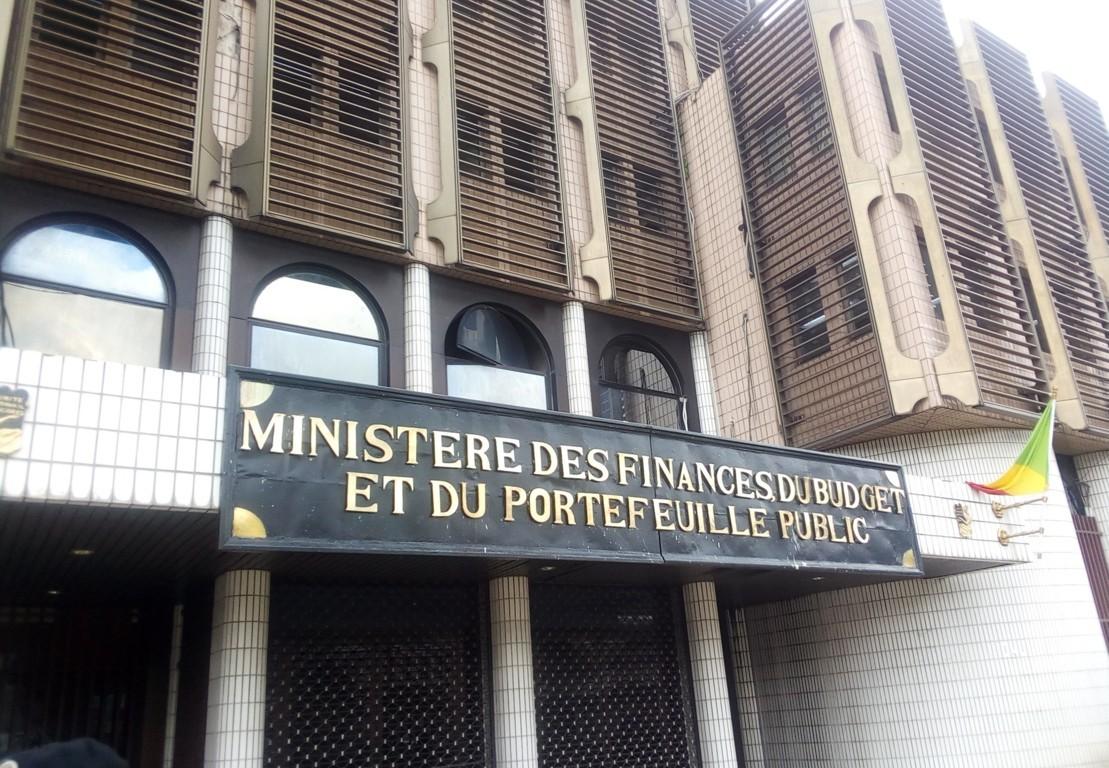 MINISTERE DES FINANCES, DU BUDGET
ET DU PORTEFEUILLE PUBLIC